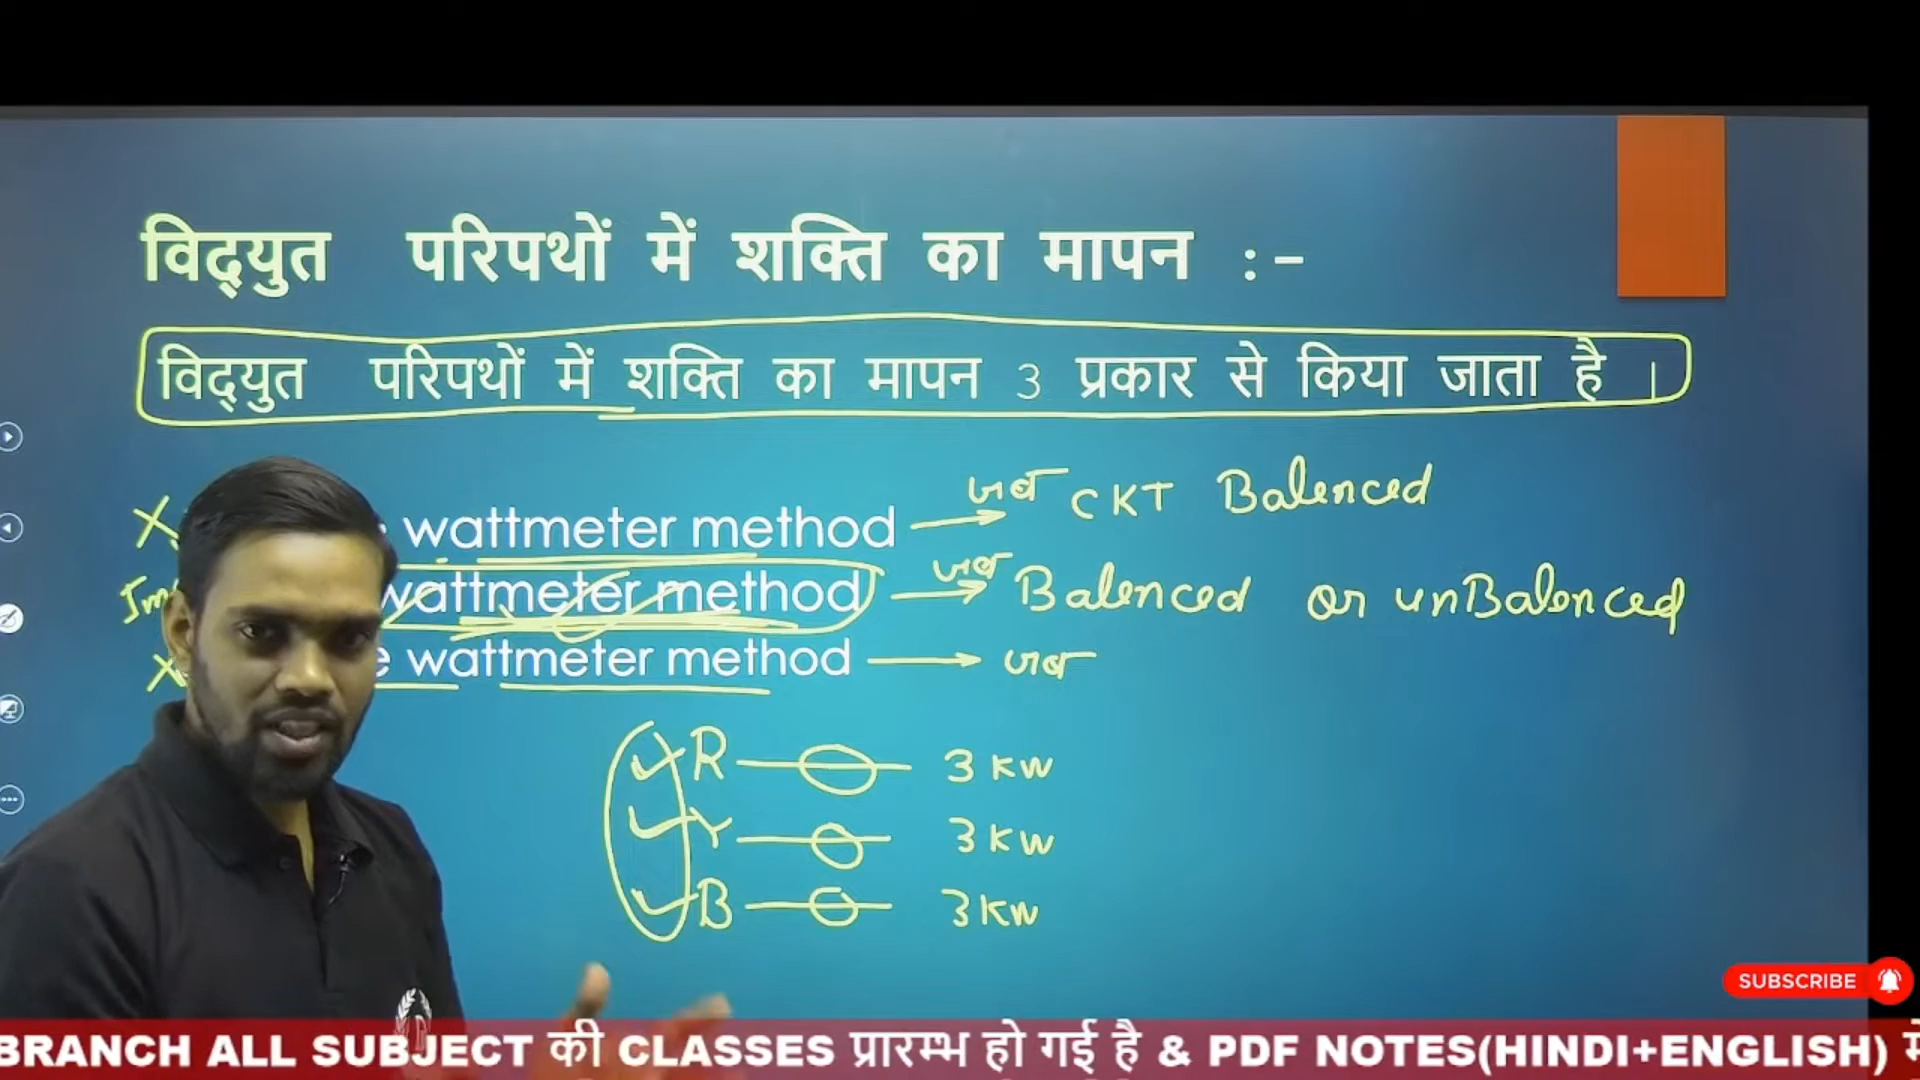 विद्युत परिपथों में शक्ति का मापन :-
विद्युत परिपथों में शक्ति का मापन 3 प्रकार से किया जाता है ।
X wattmeter method → जब CKT Balenced
wattmeter method → जब Balenced or unBalenced
X e wattmeter method → जब
R 3 KW
Y 3 KW
B 3 KW
SUBSCRIBE
BRANCH ALL SUBJECT की CLASSES प्रारम्भ हो गई है & PDF NOTES(HINDI+ENGLISH) में